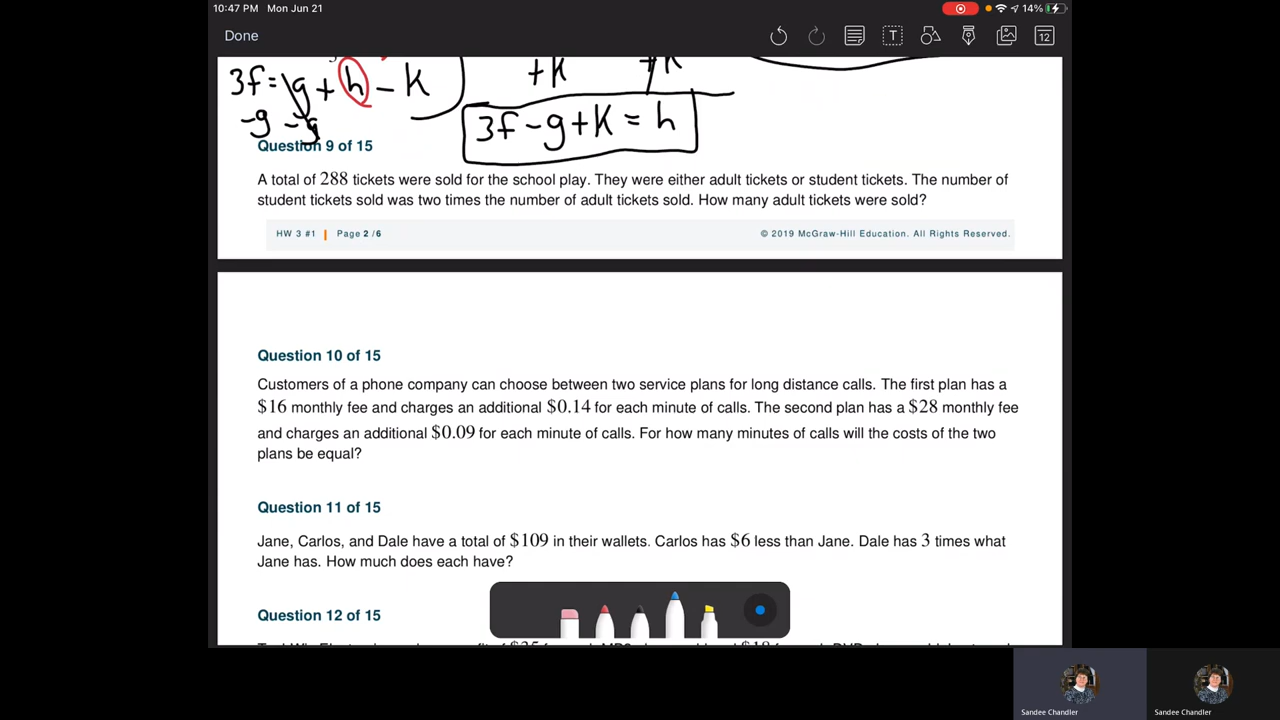 10:47 PM Mon Jun 21 14%
Done
12
3f = g + h - k
+k +k
-g -g
3f - g + k = h
Question 9 of 15
A total of 288 tickets were sold for the school play. They were either adult tickets or student tickets. The number of
student tickets sold was two times the number of adult tickets sold. How many adult tickets were sold?
HW 3 #1 | Page 2 /6 © 2019 McGraw-Hill Education. All Rights Reserved.
Question 10 of 15
Customers of a phone company can choose between two service plans for long distance calls. The first plan has a
$16 monthly fee and charges an additional $0.14 for each minute of calls. The second plan has a $28 monthly fee
and charges an additional $0.09 for each minute of calls. For how many minutes of calls will the costs of the two
plans be equal?
Question 11 of 15
Jane, Carlos, and Dale have a total of $109 in their wallets. Carlos has $6 less than Jane. Dale has 3 times what
Jane has. How much does each have?
Question 12 of 15
Sandee Chandler Sandee Chandler